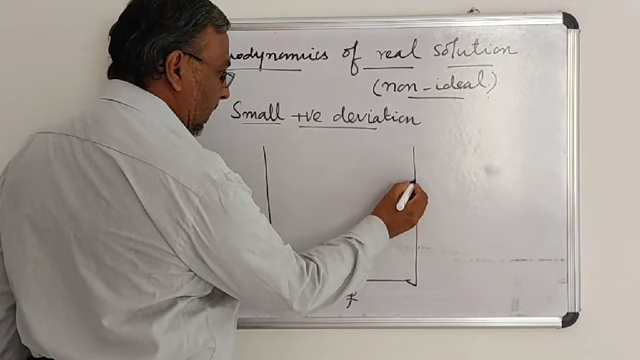 odynamics of real solution
(non-ideal)
Small +ve deviation